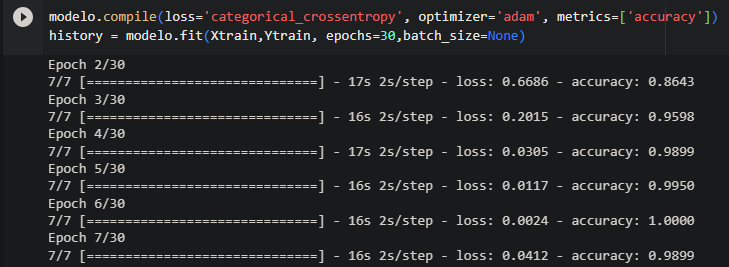 modelo.compile(loss='categorical_crossentropy', optimizer='adam', metrics=['accuracy'])
history = modelo.fit(Xtrain,Ytrain, epochs=30,batch_size=None)
Epoch 2/30
7/7 [==============================] - 17s 2s/step - loss: 0.6686 - accuracy: 0.8643
Epoch 3/30
7/7 [==============================] - 16s 2s/step - loss: 0.2015 - accuracy: 0.9598
Epoch 4/30
7/7 [==============================] - 17s 2s/step - loss: 0.0305 - accuracy: 0.9899
Epoch 5/30
7/7 [==============================] - 16s 2s/step - loss: 0.0117 - accuracy: 0.9950
Epoch 6/30
7/7 [==============================] - 16s 2s/step - loss: 0.0024 - accuracy: 1.0000
Epoch 7/30
7/7 [==============================] - 16s 2s/step - loss: 0.0412 - accuracy: 0.9899